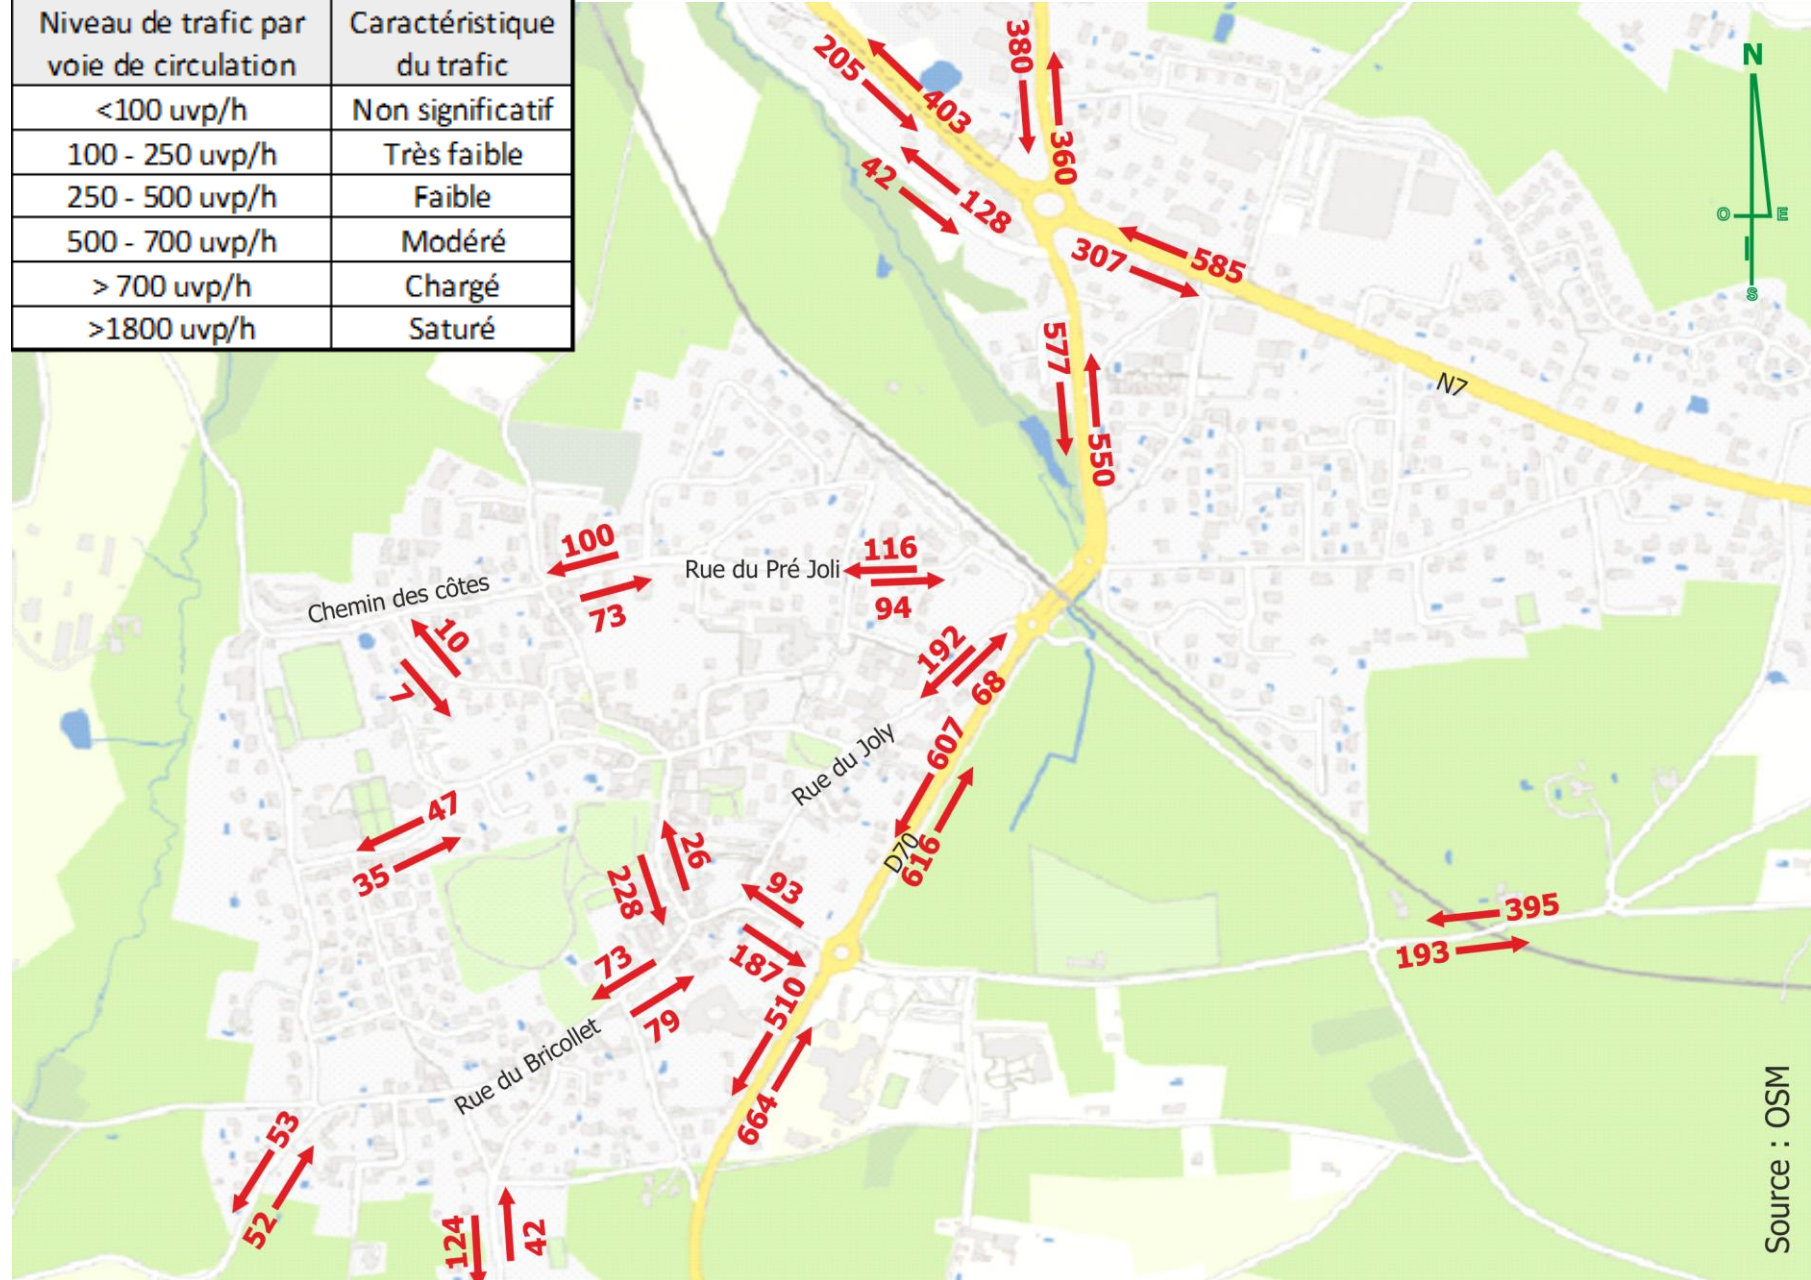 Niveau de trafic par voie de circulation
Caractéristique du trafic
<100 uvp/h
Non significatif
100 - 250 uvp/h
Très faible
250 - 500 uvp/h
Faible
500 - 700 uvp/h
Modéré
> 700 uvp/h
Chargé
>1800 uvp/h
Saturé
N
O
E
S
205
403
380
360
42
128
307
585
577
550
N7
100
73
Rue du Pré Joli
116
94
Chemin des côtes
10
7
192
68
Rue du Joly
607
616
D70
47
35
228
26
93
187
73
79
Rue du Bricollet
510
664
395
193
53
52
124
42
Source : OSM